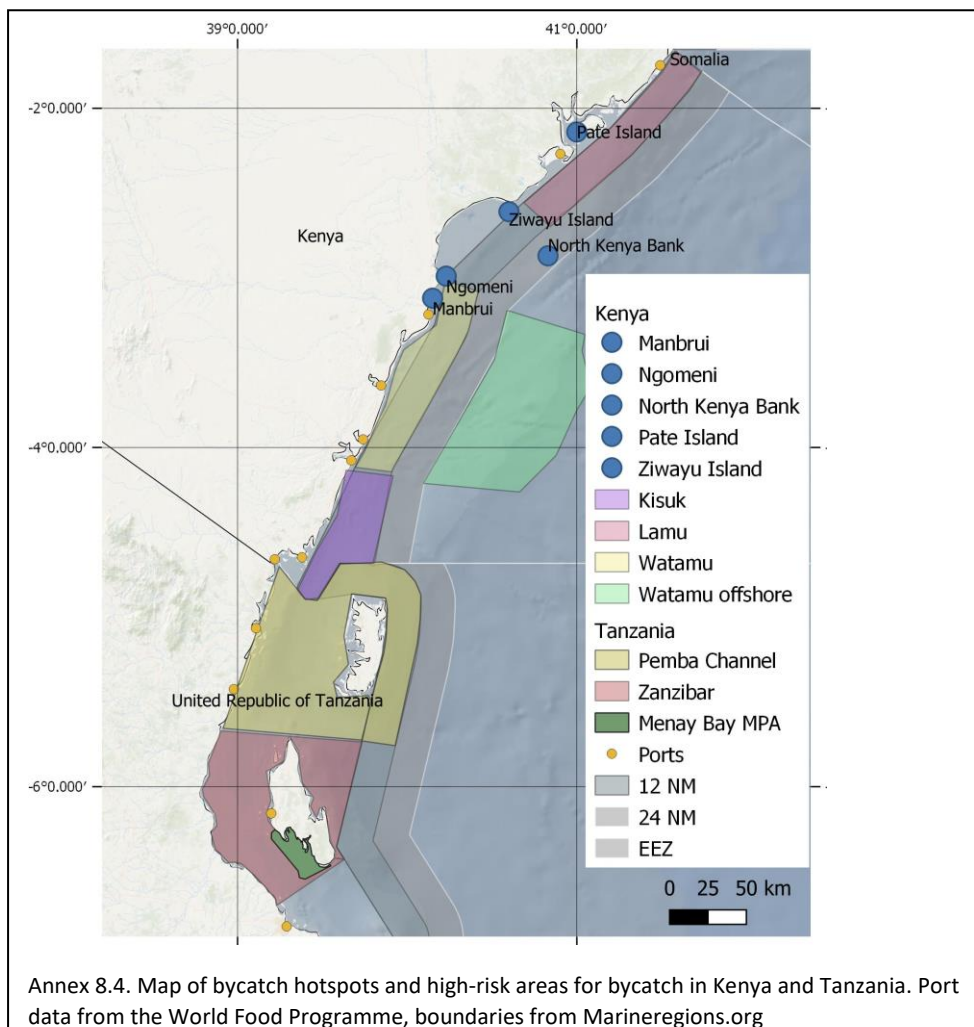 39°0.000′
41°0.000′
Somalia
-2°0.000′
Pate Island
Ziwayu Island
Kenya
North Kenya Bank
Ngomeni
Manbrui
Kenya
Manbrui
Ngomeni
North Kenya Bank
Pate Island
Ziwayu Island
Kisuk
Lamu
Watamu
Watamu offshore
Tanzania
Pemba Channel
Zanzibar
Menay Bay MPA
Ports
12 NM
24 NM
EEZ
-4°0.000′
United Republic of Tanzania
-6°0.000′
0 25 50 km
Annex 8.4. Map of bycatch hotspots and high-risk areas for bycatch in Kenya and Tanzania. Port
data from the World Food Programme, boundaries from Marineregions.org